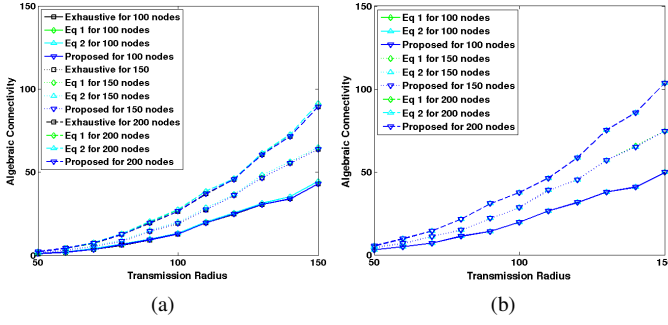 150
100
50
0
50
100
150
Algebraic Connectivity
Transmission Radius
Exhaustive for 100 nodes
Eq 1 for 100 nodes
Eq 2 for 100 nodes
Proposed for 100 nodes
Exhaustive for 150
Eq 1 for 150 nodes
Eq 2 for 150 nodes
Proposed for 150 nodes
Exhaustive for 200 nodes
Eq 1 for 200 nodes
Eq 2 for 200 nodes
Proposed for 200 nodes
(a)
150
100
50
0
50
100
15
Algebraic Connectivity
Transmission Radius
Eq 1 for 100 nodes
Eq 2 for 100 nodes
Proposed for 100 nodes
Eq 1 for 150 nodes
Eq 2 for 150 nodes
Proposed for 150 nodes
Eq 1 for 200 nodes
Eq 2 for 200 nodes
Proposed for 200 nodes
(b)